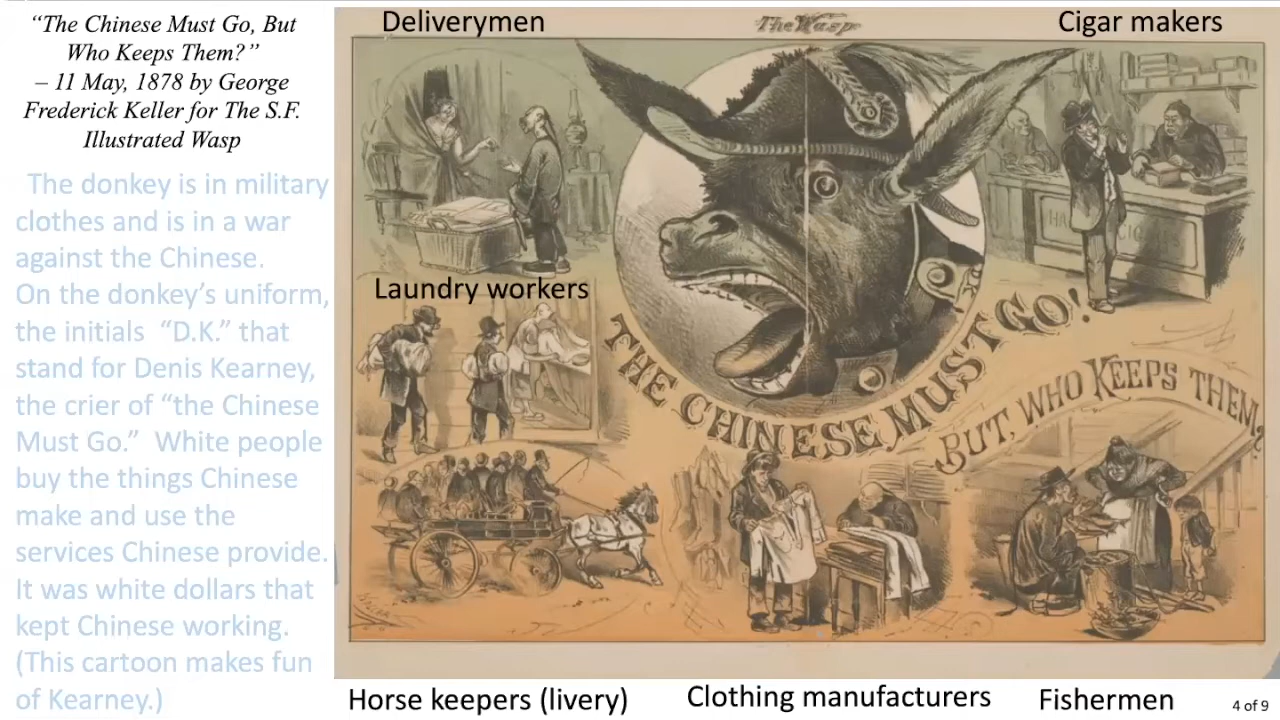 “The Chinese Must Go, But
Who Keeps Them?”
– 11 May, 1878 by George
Frederick Keller for The S.F.
Illustrated Wasp
The donkey is in military
clothes and is in a war
against the Chinese.
On the donkey’s uniform,
the initials “D.K.” that
stand for Denis Kearney,
the crier of “the Chinese
Must Go.” White people
buy the things Chinese
make and use the
services Chinese provide.
It was white dollars that
kept Chinese working.
(This cartoon makes fun
of Kearney.)
Deliverymen
The Wasp
Cigar makers
Laundry workers
THE CHINESE MUST GO!
BUT, WHO KEEPS THEM?
Horse keepers (livery)
Clothing manufacturers
Fishermen
4 of 9